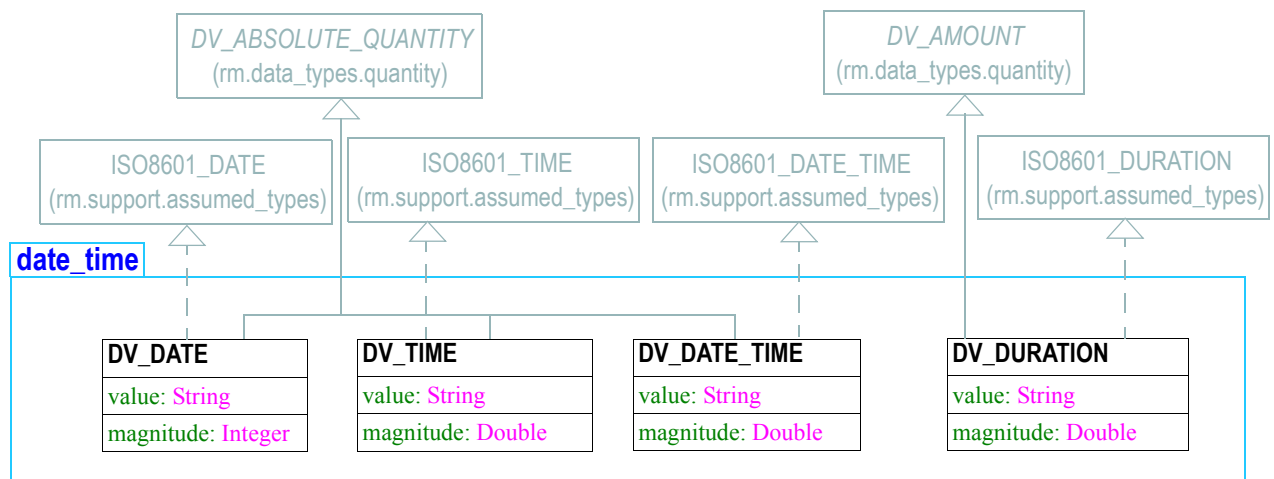 DV_ABSOLUTE_QUANTITY
(rm.data_types.quantity)
DV_AMOUNT
(rm.data_types.quantity)
ISO8601_DATE
(rm.support.assumed_types)
ISO8601_TIME
(rm.support.assumed_types)
ISO8601_DATE_TIME
(rm.support.assumed_types)
ISO8601_DURATION
(rm.support.assumed_types)
date_time
DV_DATE
value: String
magnitude: Integer
DV_TIME
value: String
magnitude: Double
DV_DATE_TIME
value: String
magnitude: Double
DV_DURATION
value: String
magnitude: Double